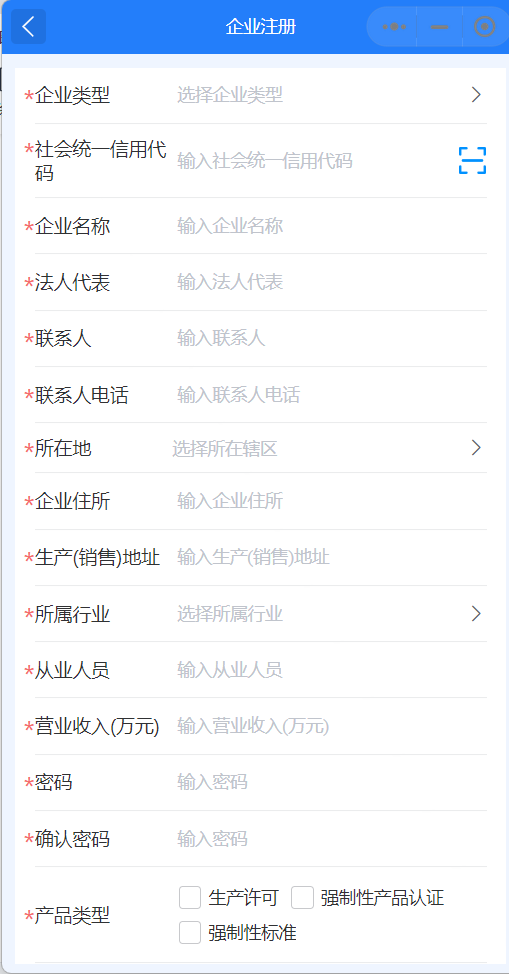 企业注册
*企业类型 选择企业类型
*社会统一信用代码 输入社会统一信用代码
*企业名称 输入企业名称
*法人代表 输入法人代表
*联系人 输入联系人
*联系人电话 输入联系人电话
*所在地 选择所在辖区
*企业住所 输入企业住所
*生产(销售)地址 输入生产(销售)地址
*所属行业 选择所属行业
*从业人员 输入从业人员
*营业收入(万元) 输入营业收入(万元)
*密码 输入密码
*确认密码 输入密码
*产品类型 生产许可 强制性产品认证
强制性标准